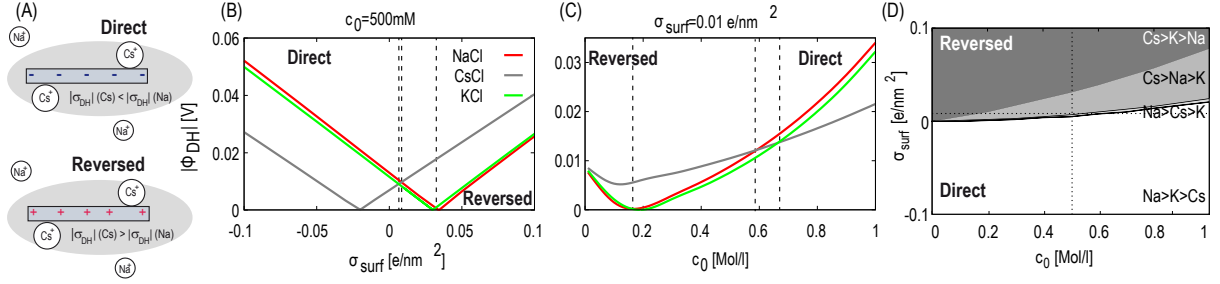 (A)
Direct
Na+
Cs+
- - - - -
Cs+
|σDH| (Cs) < |σDH| (Na)
Na+
Reversed
Na+
Cs+
+ + + + +
Cs+
|σDH| (Cs) > |σDH| (Na)
Na+
(B)
c0=500mM
Direct
NaCl
CsCl
KCl
Reversed
0.06
0.04
0.02
0
|ΦDH| [V]
-0.1
-0.05
0
0.05
0.1
σsurf [e/nm 2]
(C)
σsurf=0.01 e/nm 2
Reversed
Direct
0.03
0.02
0.01
0
0
0.2
0.4
0.6
0.8
1
c0 [Mol/l]
(D)
0.1
0
-0.1
σsurf [e/nm2]
Reversed
Cs>K>Na
Cs>Na>K
Na>Cs>K
Direct
Na>K>Cs
0
0.2
0.4
0.6
0.8
1
c0 [Mol/l]